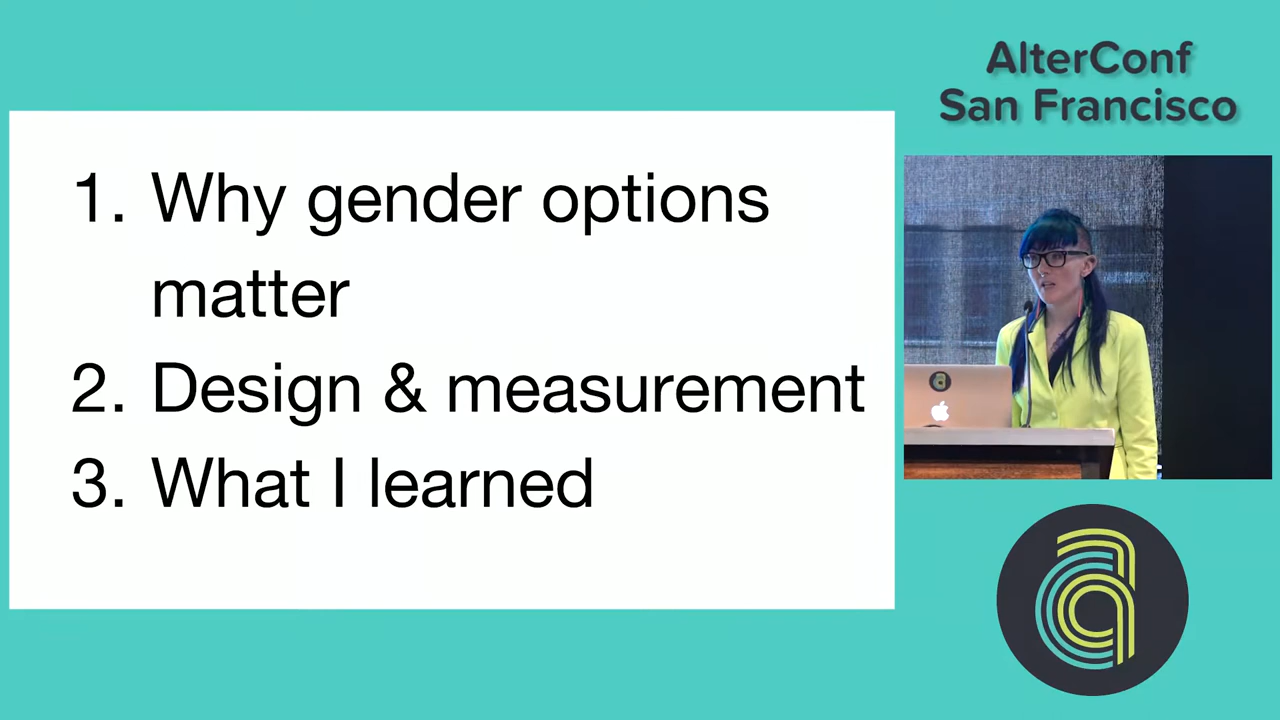 AlterConf
San Francisco
1. Why gender options
matter
2. Design & measurement
3. What I learned